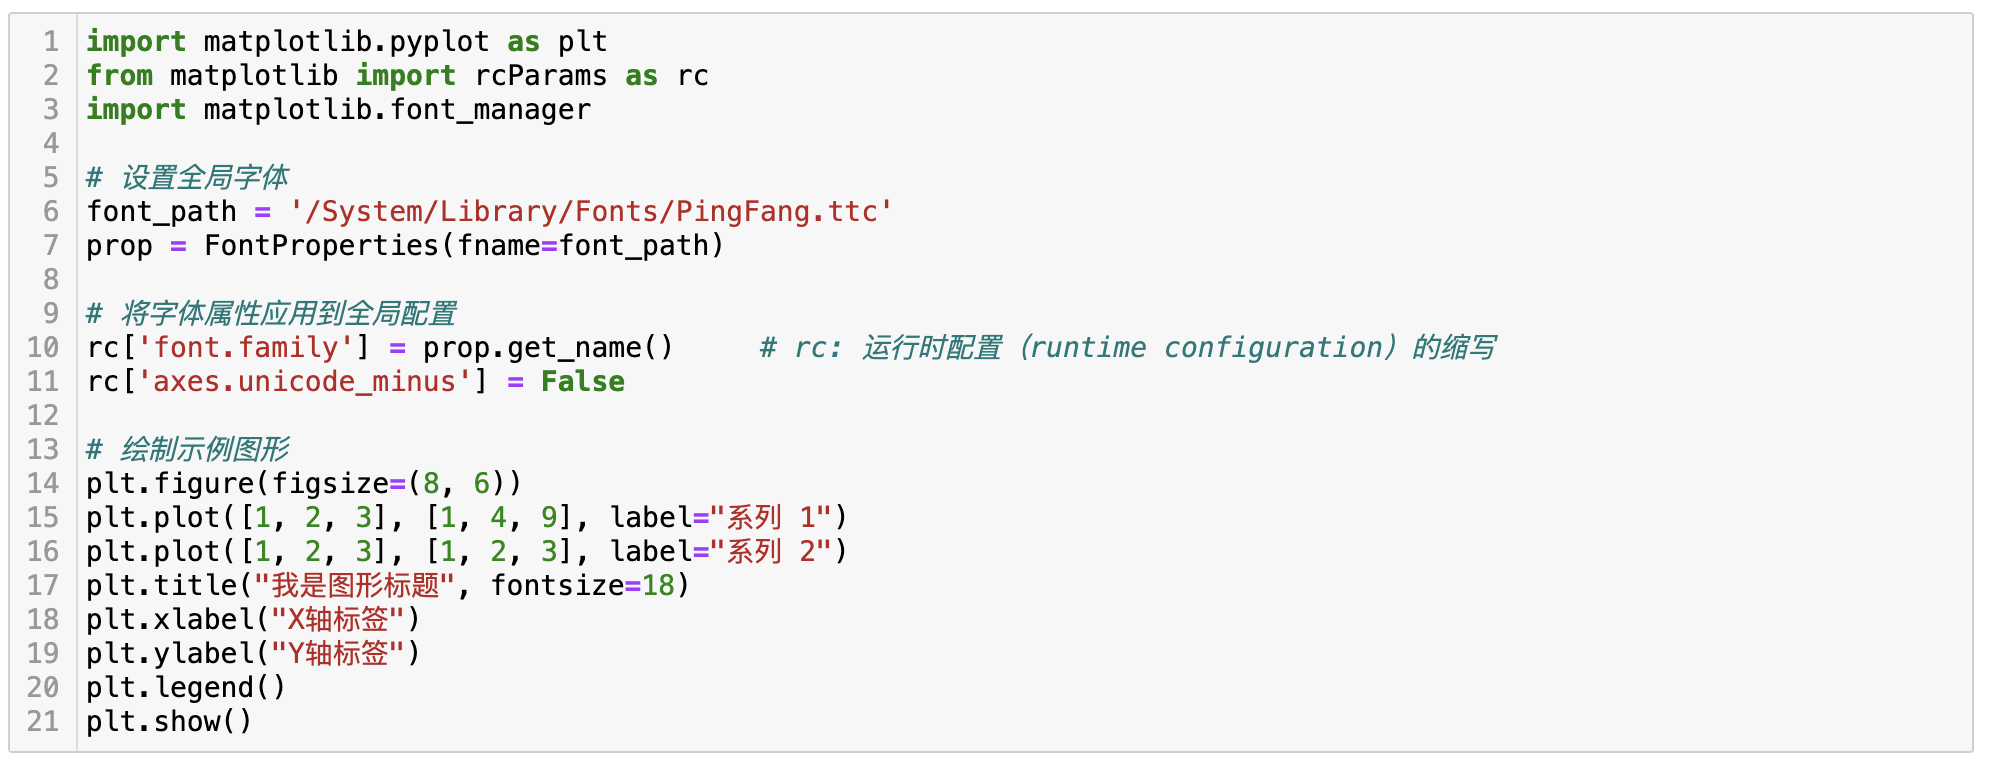 1 import matplotlib.pyplot as plt
2 from matplotlib import rcParams as rc
3 import matplotlib.font_manager
4
5 # 设置全局字体
6 font_path = '/System/Library/Fonts/PingFang.ttc'
7 prop = FontProperties(fname=font_path)
8
9 # 将字体属性应用到全局配置
10 rc['font.family'] = prop.get_name()     # rc: 运行时配置（runtime configuration）的缩写
11 rc['axes.unicode_minus'] = False
12
13 # 绘制示例图形
14 plt.figure(figsize=(8, 6))
15 plt.plot([1, 2, 3], [1, 4, 9], label="系列 1")
16 plt.plot([1, 2, 3], [1, 2, 3], label="系列 2")
17 plt.title("我是图形标题", fontsize=18)
18 plt.xlabel("X轴标签")
19 plt.ylabel("Y轴标签")
20 plt.legend()
21 plt.show()